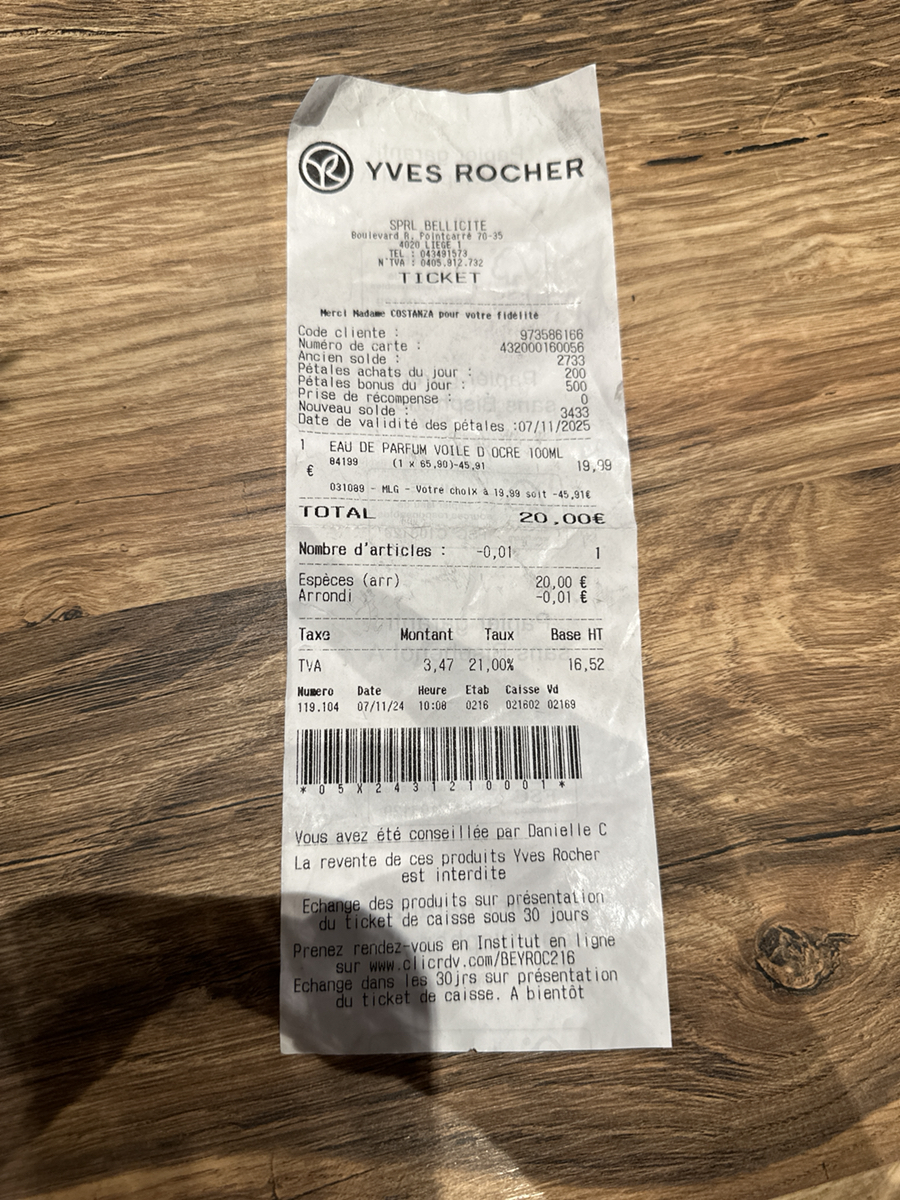 YVES ROCHER
SPRL BELLICITE
Boulevard R. Pointcarré 70-35
4020 LIEGE 1
TEL : 043491573
N°TVA : 0405.912.732
TICKET
Merci Madame COSTANZA pour votre fidélité
Code cliente : 973586166
Numéro de carte : 432000160056
Ancien solde : 2733
Pétales achats du jour : 200
Pétales bonus du jour : 500
Prise de récompense : 0
Nouveau solde : 3433
Date de validité des pétales :07/11/2025
1 EAU DE PARFUM VOILE D OCRE 100ML
84199 (1 x 65,90)-45,91 19,99
€
031089 - MLG - Votre choix à 19,99 soit -45,91€
TOTAL 20,00€
Nombre d'articles : -0,01 1
Espèces (arr) 20,00 €
Arrondi -0,01 €
Taxe Montant Taux Base HT
TVA 3,47 21,00% 16,52
Numero Date Heure Etab Caisse Vd
119.104 07/11/24 10:08 0216 021602 02169
*05X2431210001*
Vous avez été conseillée par Danielle C
La revente de ces produits Yves Rocher
est interdite
Echange des produits sur présentation
du ticket de caisse sous 30 jours
Prenez rendez-vous en Institut en ligne
sur www.clicrdv.com/BEYROC216
Echange dans les 30jrs sur présentation
du ticket de caisse. A bientôt